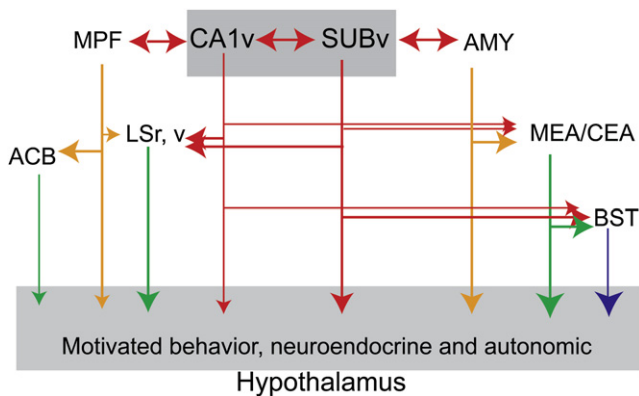 MPF CA1v SUBv AMY
LSr, v MEA/CEA
ACB
BST
Motivated behavior, neuroendocrine and autonomic
Hypothalamus